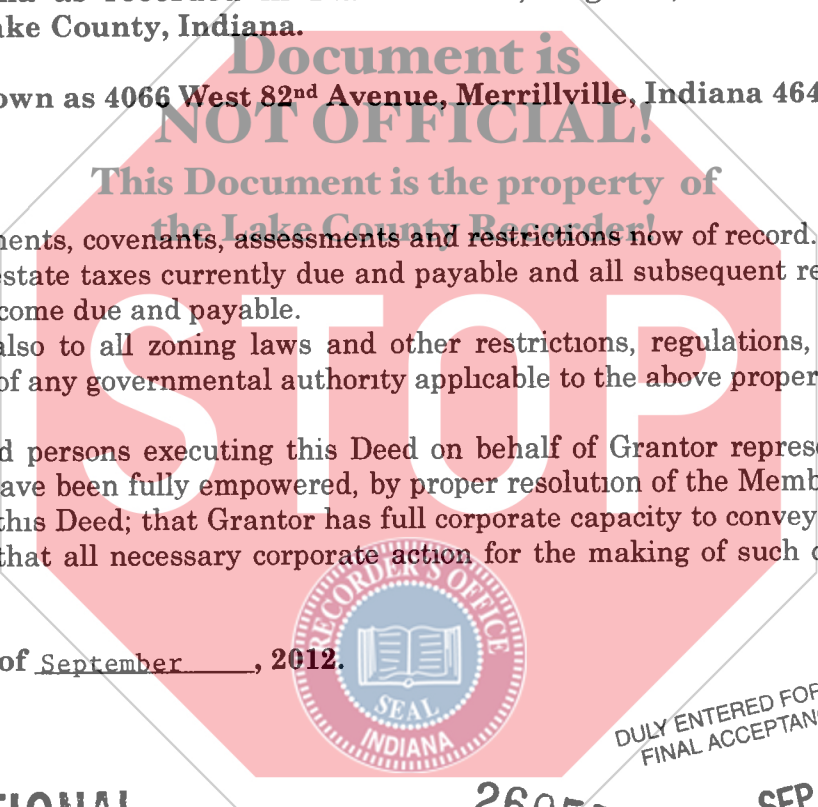 ake County, Indiana.
Document is
own as 4066 West 82nd Avenue, Merrillville, Indiana 464
NOT OFFICIAL!
This Document is the property of
the Lake County Recorder!
ents, covenants, assessments and restrictions now of record.
estate taxes currently due and payable and all subsequent re
come due and payable.
also to all zoning laws and other restrictions, regulations,
of any governmental authority applicable to the above proper
STOP
d persons executing this Deed on behalf of Grantor represe
ave been fully empowered, by proper resolution of the Memb
this Deed; that Grantor has full corporate capacity to convey
that all necessary corporate action for the making of such c
RECORDER'S OFFICE
of September, 2012.
SEAL
INDIANA
DULY ENTERED FOR
FINAL ACCEPTANC
TIONAL
SEP